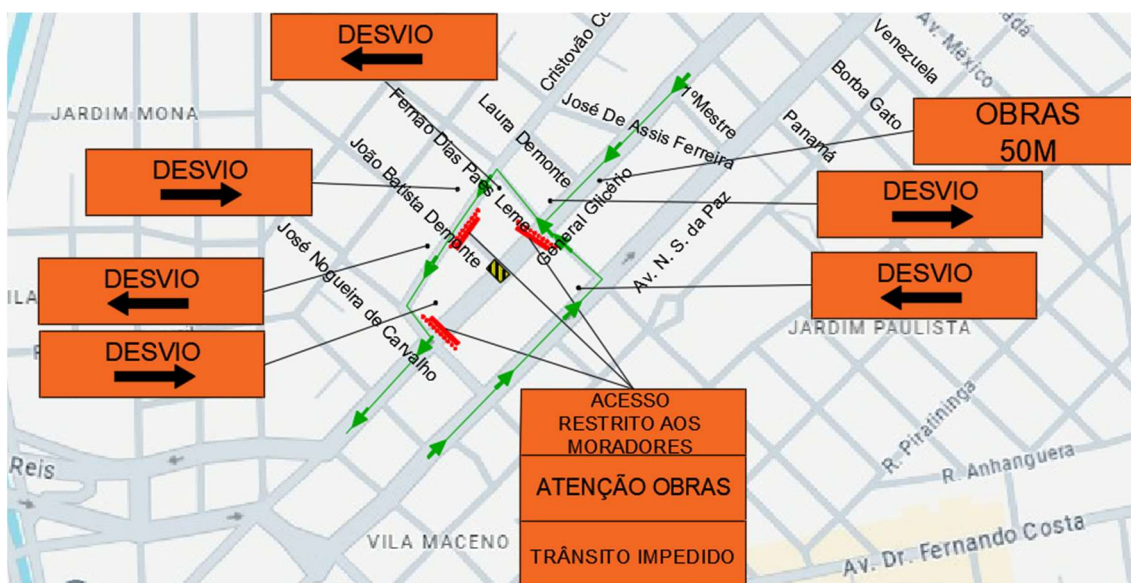 DESVIO
Cristovão Co
Av. México
Venezuela
Borba Gato
JARDIM MONA
Fernão Dias Paes Leme
Laura Demonte
José De Assis Ferreira
1ºMestre
Panamá
OBRAS
50M
DESVIO
João Batista Demonte
General Glicério
Av. N. S. da Paz
DESVIO
José Nogueira de Carvalho
DESVIO
DESVIO
JARDIM PAULISTA
DESVIO
ACESSO
RESTRITO AOS
MORADORES
ATENÇÃO OBRAS
TRÂNSITO IMPEDIDO
R. Piratininga
R. Anhanguera
Reis
VILA MACENO
Av. Dr. Fernando Costa